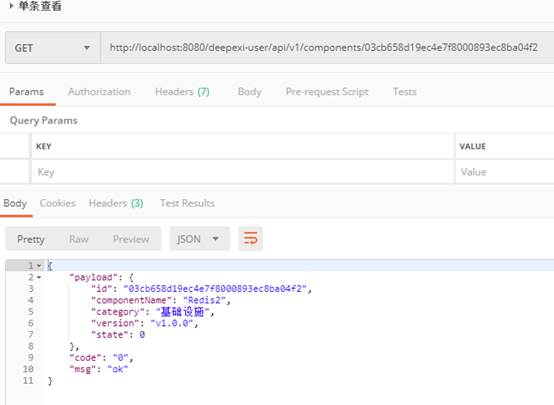 单条查看
GET http://localhost:8080/deepexi-user/api/v1/components/03cb658d19ec4e7f8000893ec8ba04f2
Params Authorization Headers (7) Body Pre-request Script Tests
Query Params
KEY VALUE
Key Value
Body Cookies Headers (3) Test Results
Pretty Raw Preview JSON
1 {
2 "payload": {
3 "id": "03cb658d19ec4e7f8000893ec8ba04f2",
4 "componentName": "Redis2",
5 "category": "基础设施",
6 "version": "v1.0.0",
7 "state": 0
8 },
9 "code": "0",
10 "msg": "ok"
11 }